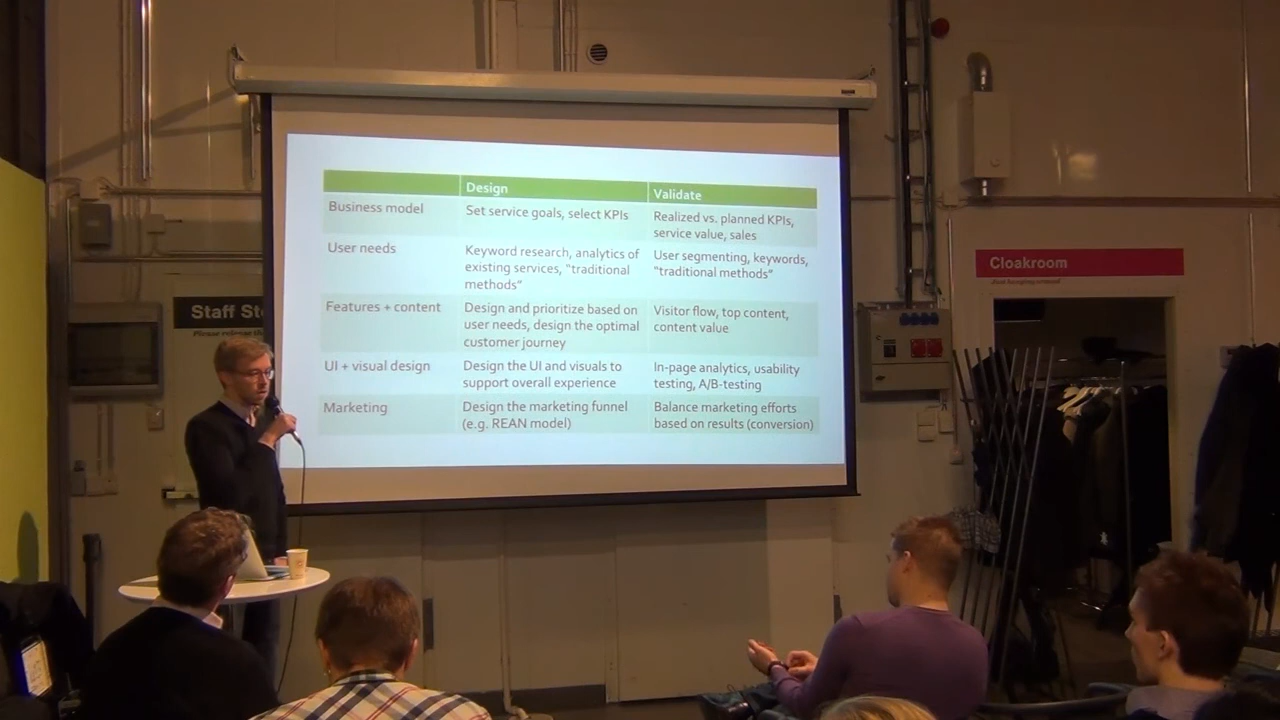 Design
Validate
Business model
Set service goals, select KPIs
Realized vs. planned KPIs,
service value, sales
User needs
Keyword research, analytics of
existing services, "traditional
methods"
User segmenting, keywords,
"traditional methods"
Features + content
Design and prioritize based on
user needs, design the optimal
customer journey
Visitor flow, top content,
content value
UI + visual design
Design the UI and visuals to
support overall experience
In-page analytics, usability
testing, A/B-testing
Marketing
Design the marketing funnel
(e.g. REAN model)
Balance marketing efforts
based on results (conversion)
Staff Sto
Please release th
Cloakroom